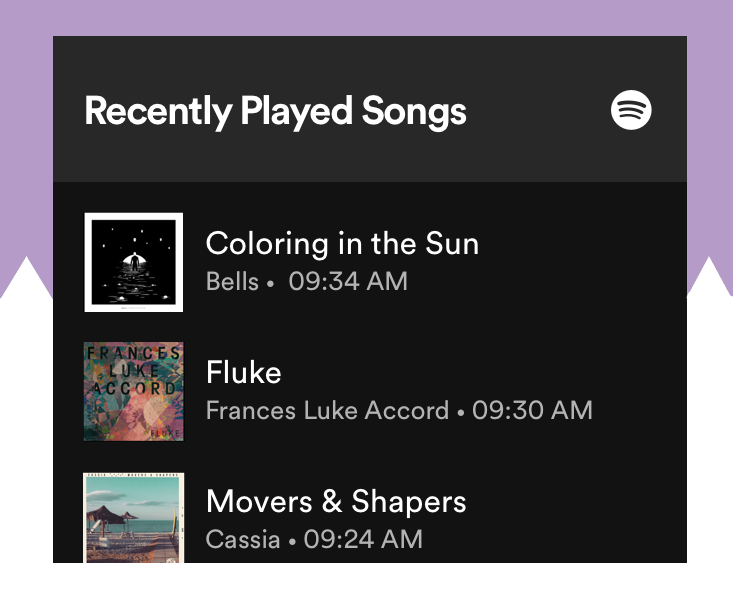 Recently Played Songs
Coloring in the Sun
Bells • 09:34 AM
FRANCES
LUKE
ACCORD
FLUKE
Fluke
Frances Luke Accord • 09:30 AM
CASSIA MOVERS & SHAPERS
Movers & Shapers
Cassia • 09:24 AM